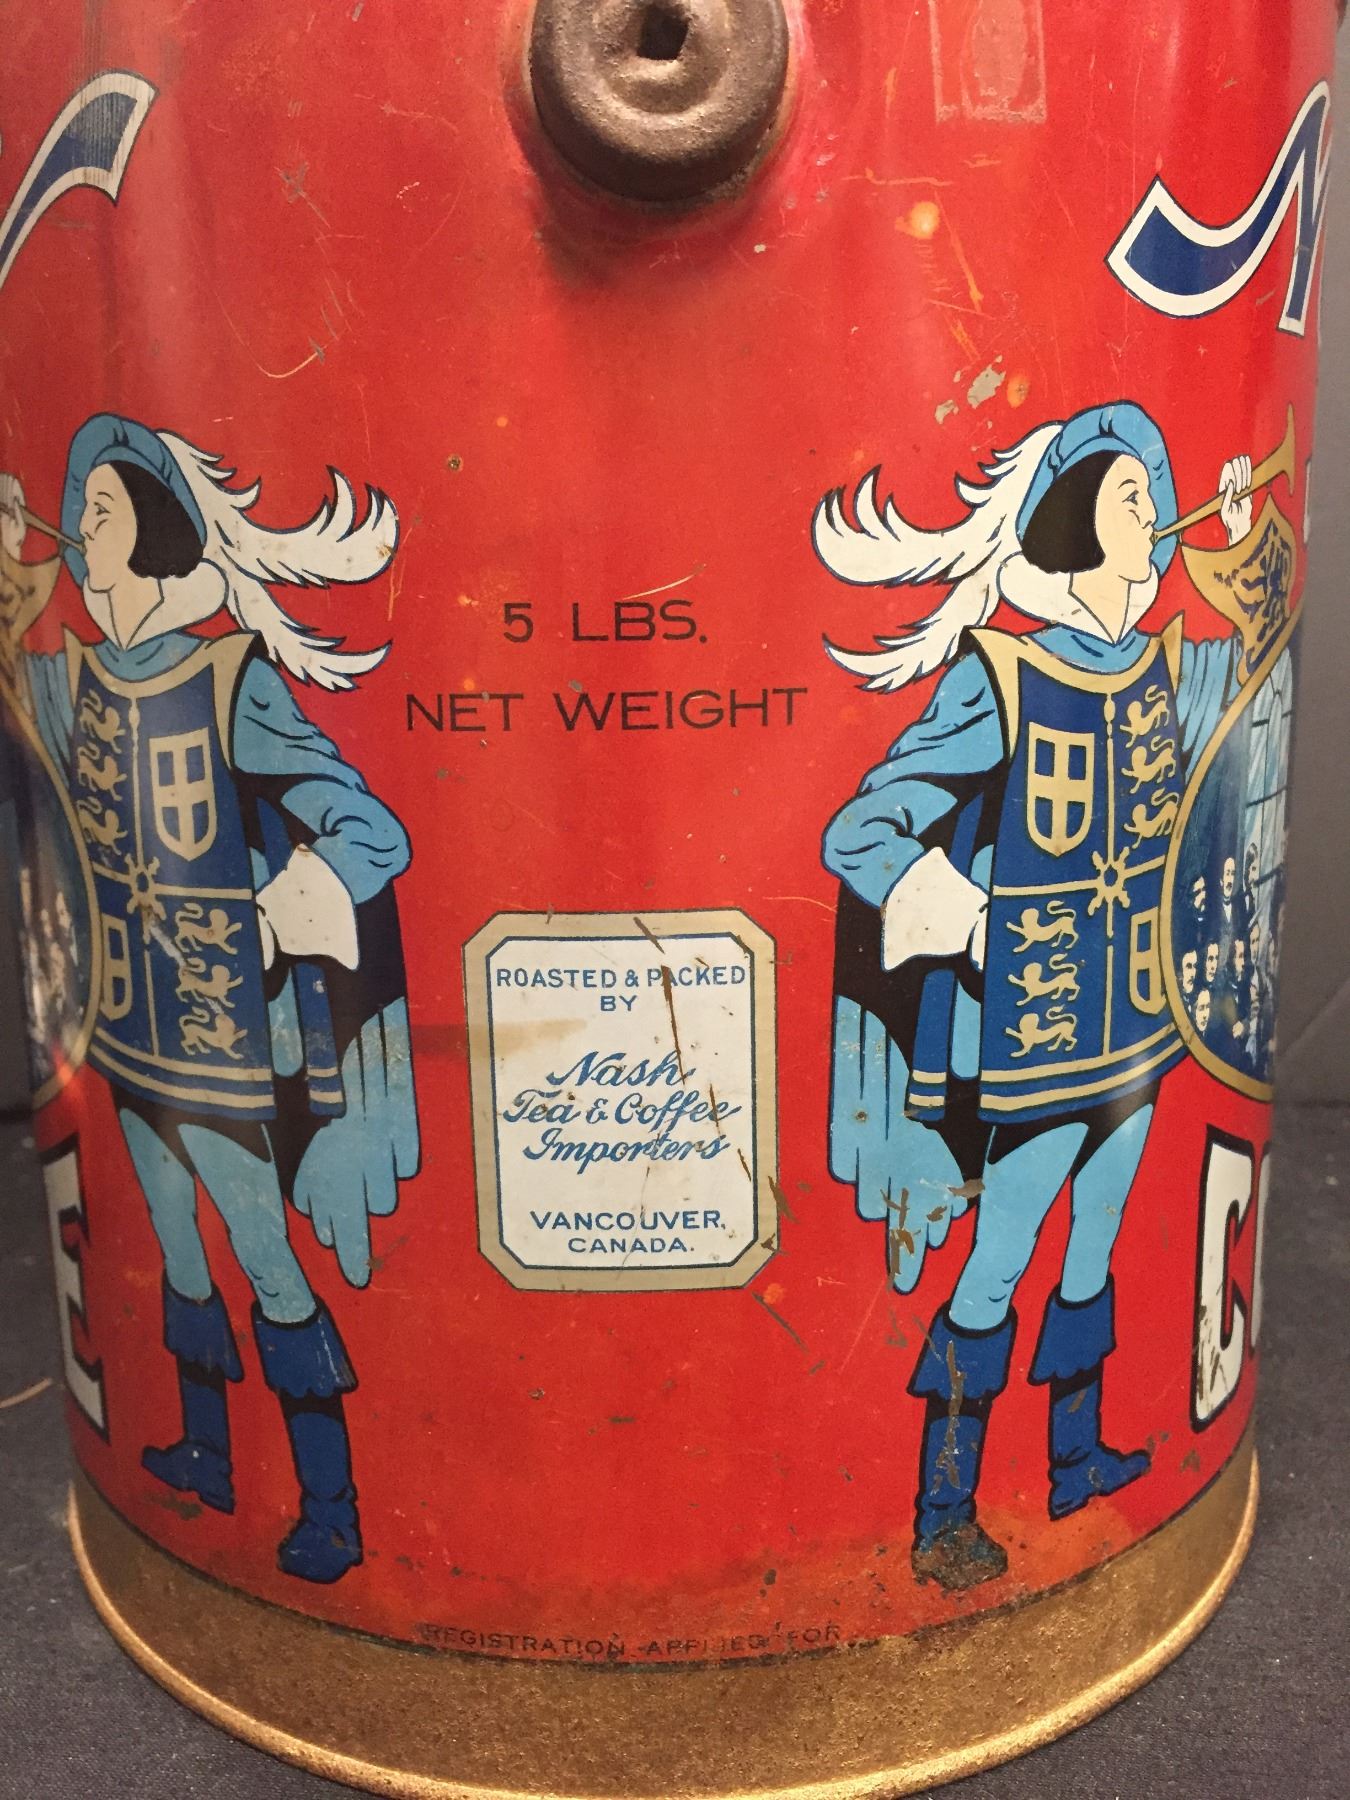 5 LBS.
NET WEIGHT
ROASTED & PACKED
BY
Nash
Tea & Coffee
Importers
VANCOUVER,
CANADA.
REGISTRATION APPLIED FOR